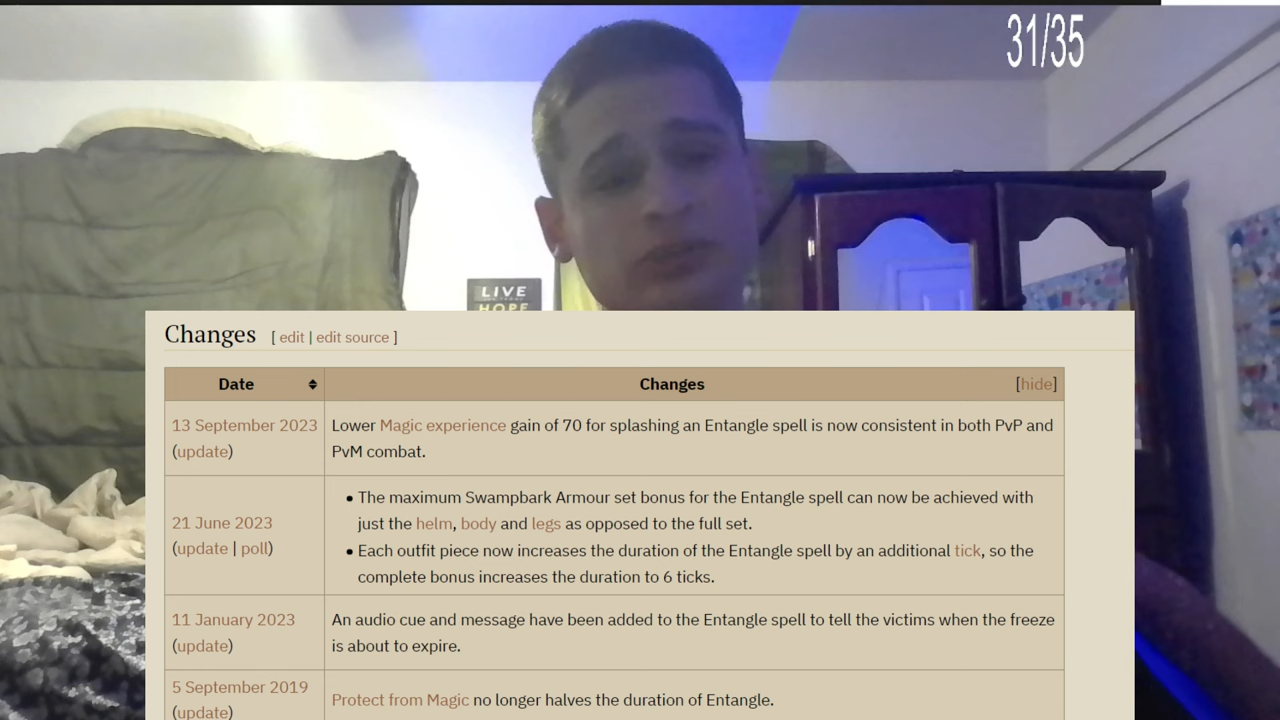 31/35
LIVE
HOPE
Changes [ edit | edit source ]
Date Changes [hide]
13 September 2023
(update)
Lower Magic experience gain of 70 for splashing an Entangle spell is now consistent in both PvP and
PvM combat.
21 June 2023
(update | poll)
• The maximum Swampbark Armour set bonus for the Entangle spell can now be achieved with
just the helm, body and legs as opposed to the full set.
• Each outfit piece now increases the duration of the Entangle spell by an additional tick, so the
complete bonus increases the duration to 6 ticks.
11 January 2023
(update)
An audio cue and message have been added to the Entangle spell to tell the victims when the freeze
is about to expire.
5 September 2019
(update)
Protect from Magic no longer halves the duration of Entangle.